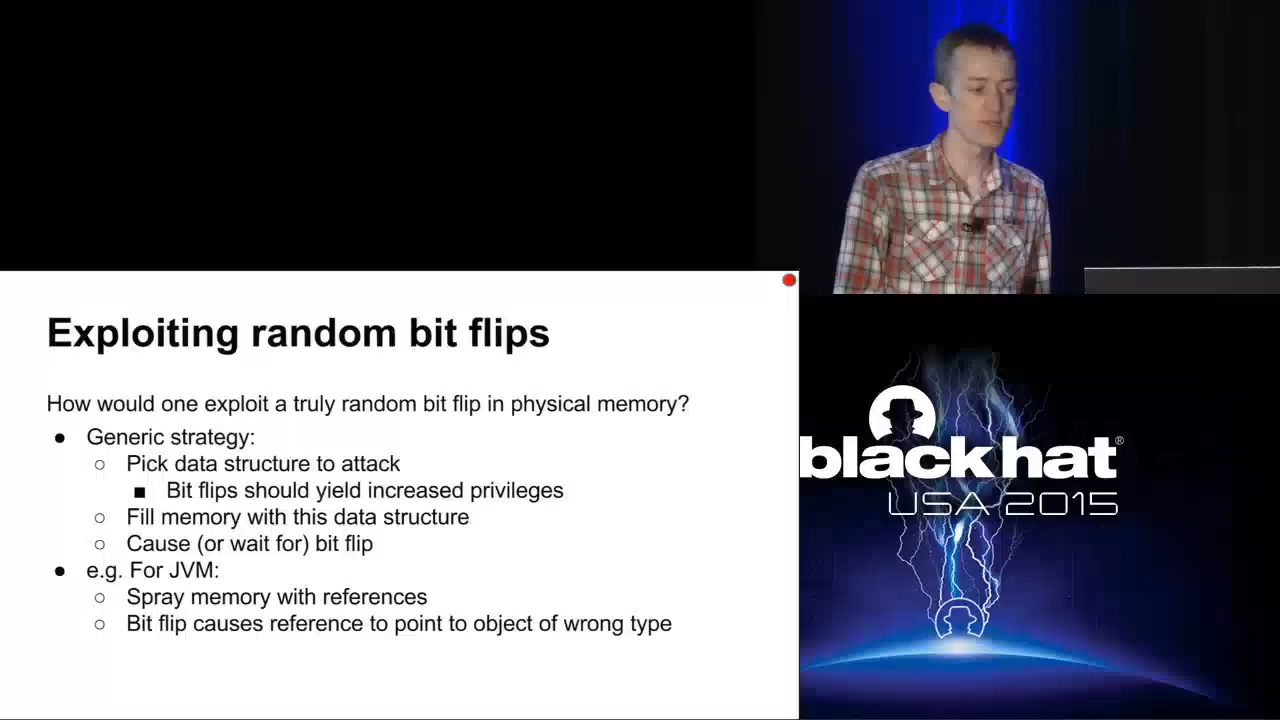 Exploiting random bit flips
How would one exploit a truly random bit flip in physical memory?
● Generic strategy:
○ Pick data structure to attack
■ Bit flips should yield increased privileges
○ Fill memory with this data structure
○ Cause (or wait for) bit flip
● e.g. For JVM:
○ Spray memory with references
○ Bit flip causes reference to point to object of wrong type
black hat®
USA 2015